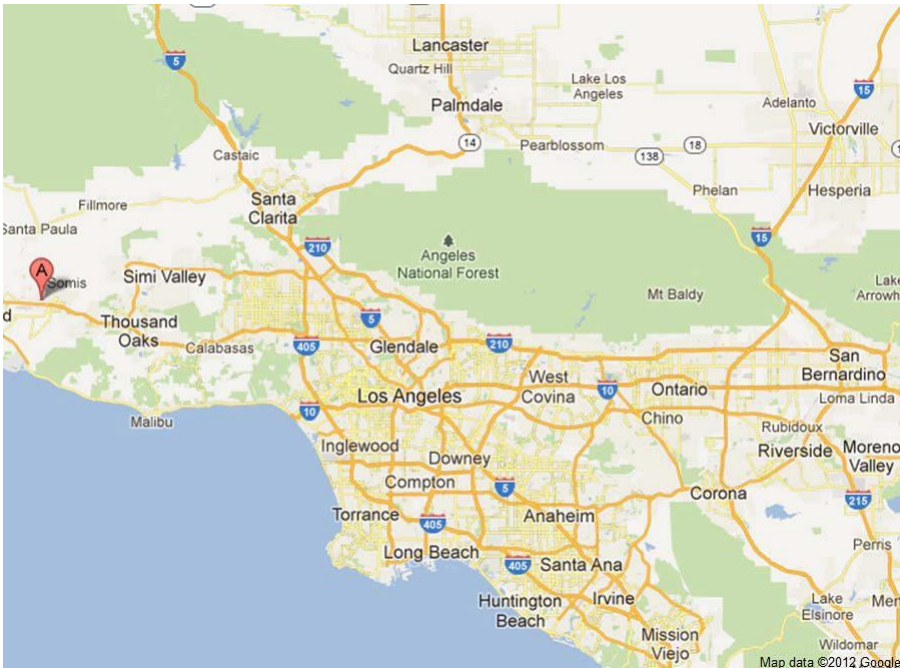 5
Lancaster
Quartz Hill
Lake Los
Angeles
15
Palmdale
Adelanto
Victorville
14
Pearblossom
138
18
Castaic
Phelan
Hesperia
Santa
Clarita
Fillmore
Santa Paula
210
15
Angeles
National Forest
A
Somis
Simi Valley
Mt Baldy
Lake
Arrowh
d
Thousand
Oaks
5
Calabasas
405
Glendale
210
San
Bernardino
West
Covina
10
Ontario
Los Angeles
Loma Linda
10
Malibu
Chino
Rubidoux
Inglewood
Riverside
Moreno
Valley
Downey
Compton
5
Corona
215
Torrance
405
Anaheim
Perris
Long Beach
405
Santa Ana
Huntington
Beach
Irvine
Lake
Elsinore
Men
Mission
Viejo
Wildomar
Map data ©2012 Google